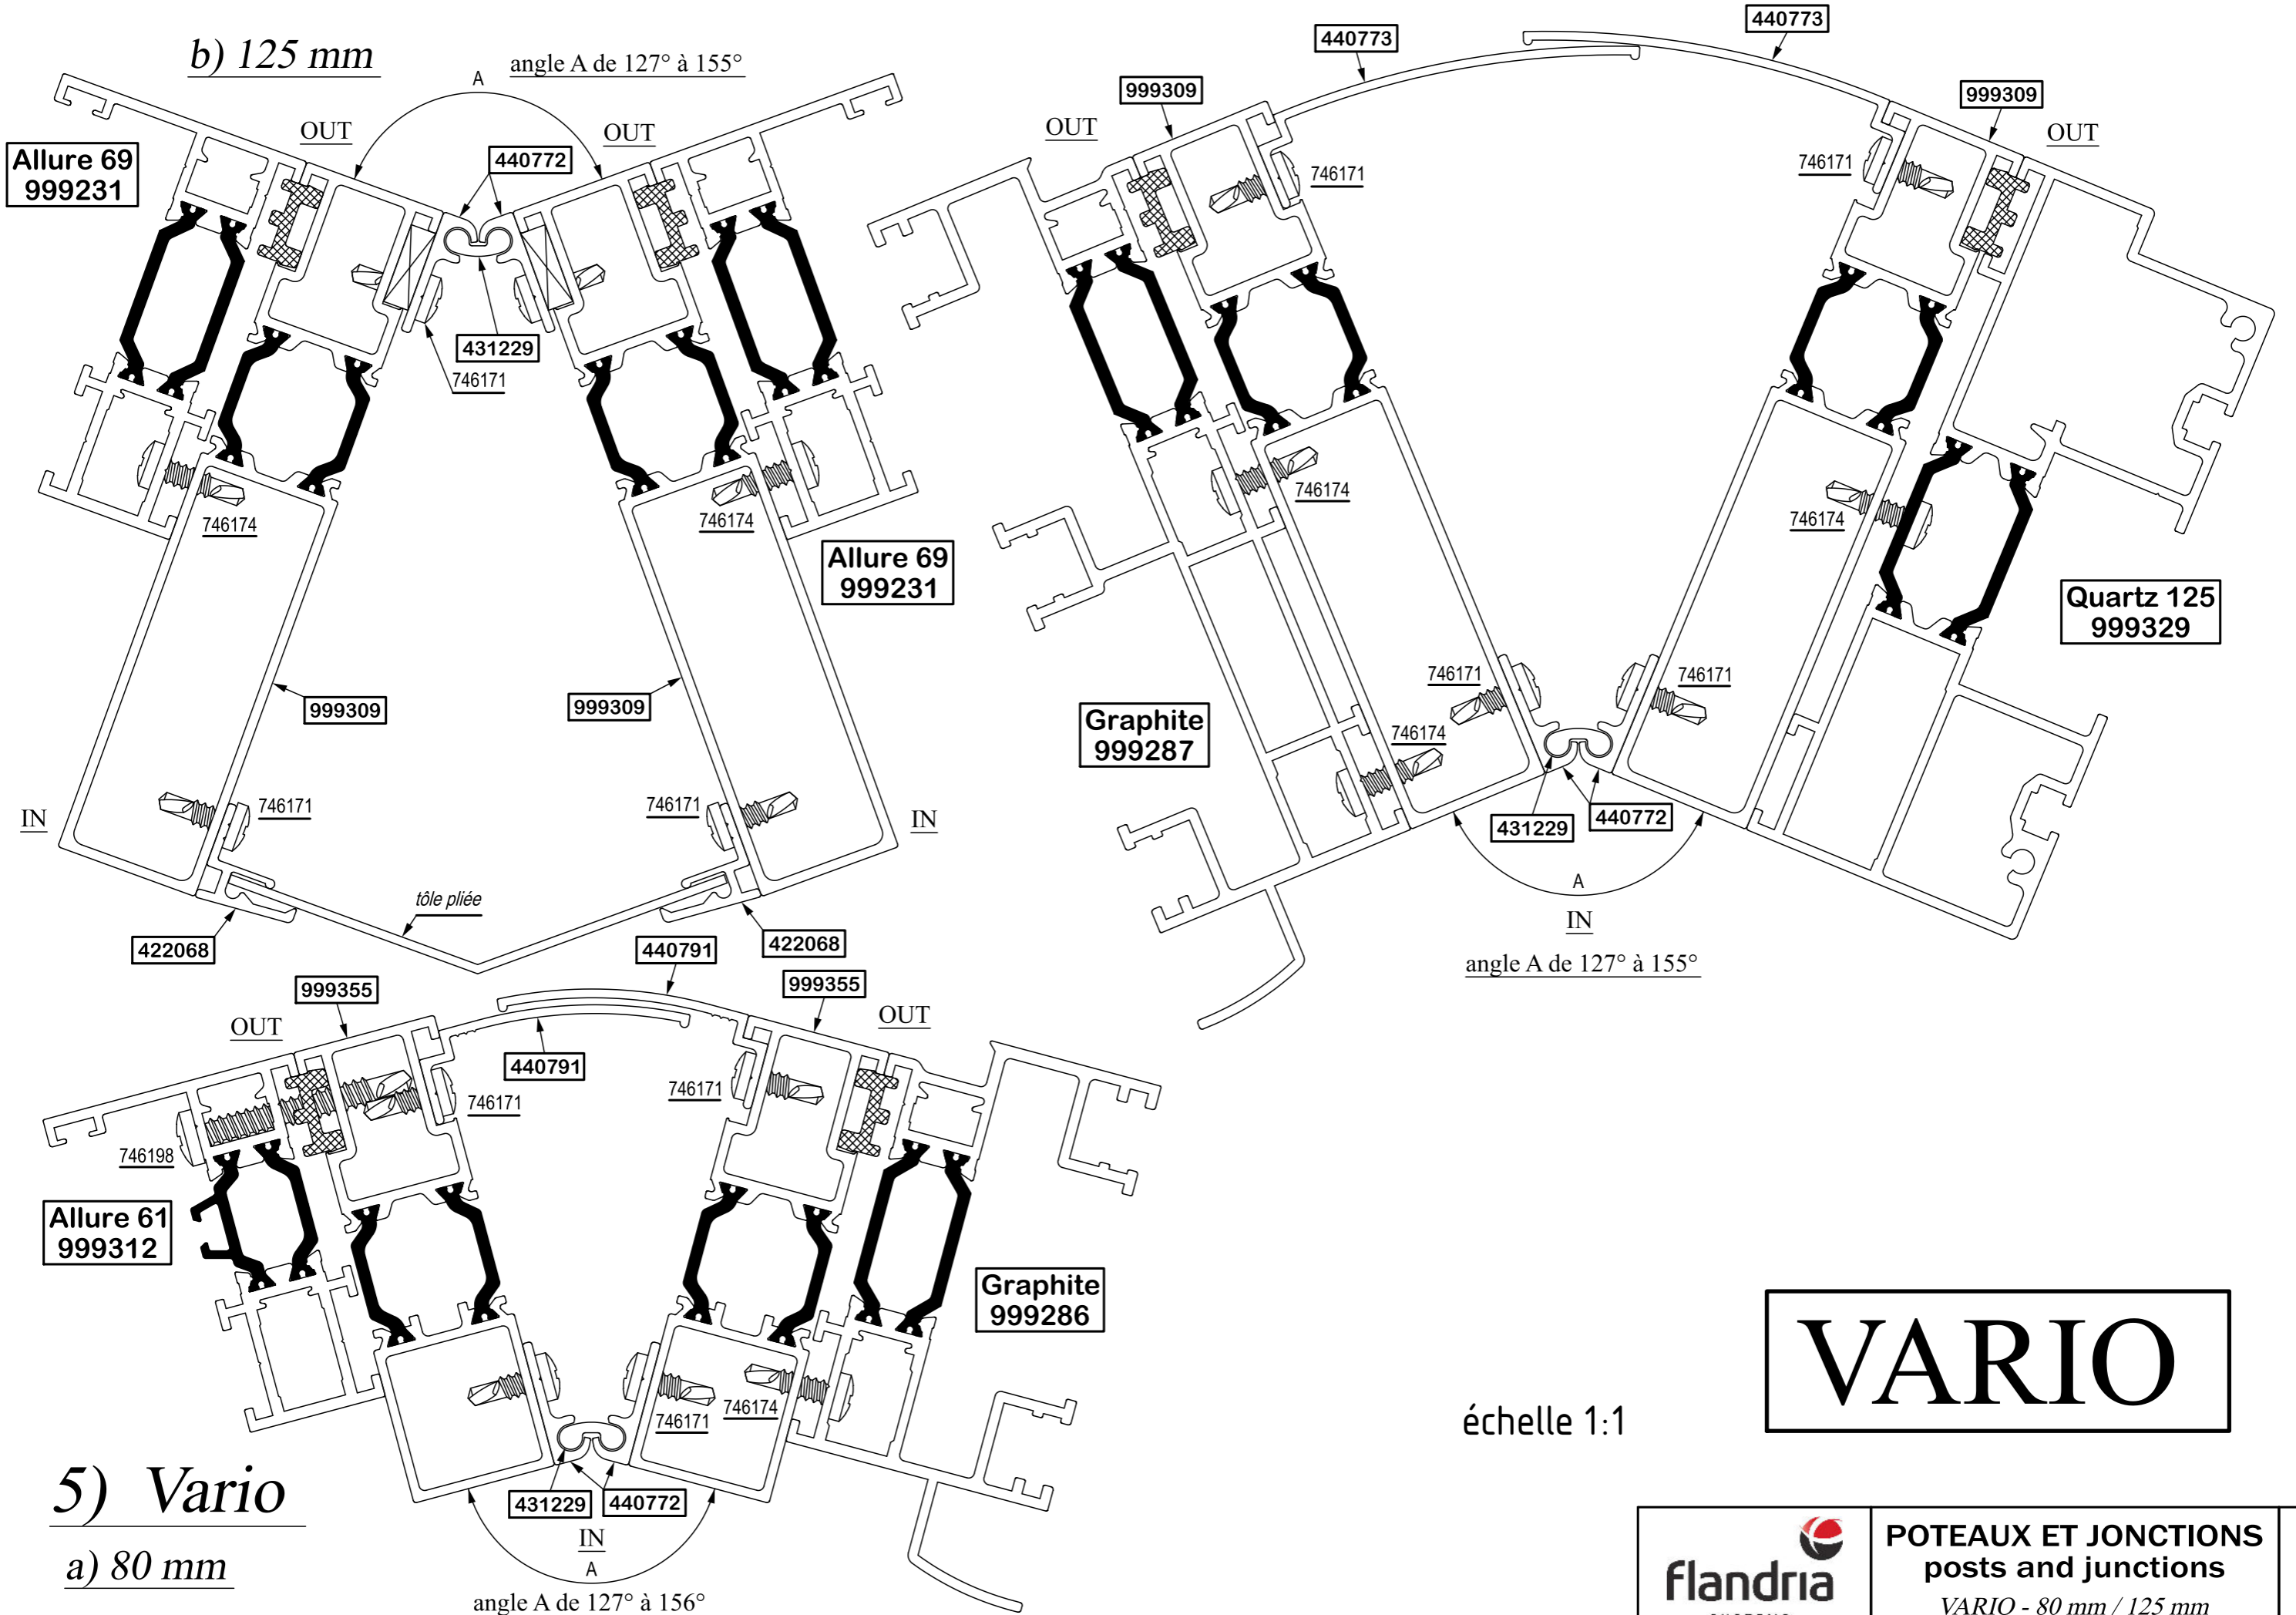 b) 125 mm
angle A de 127° à 155°
A
OUT
OUT
440772
Allure 69
999231
431229
746171
746174
746174
Allure 69
999231
999309
999309
746171
746171
IN
IN
tôle pliée
422068
422068
440773
440773
999309
999309
OUT
OUT
746171
746171
746174
746174
Quartz 125
999329
Graphite
999287
746171
746171
746174
431229
440772
A
IN
angle A de 127° à 155°
440791
999355
999355
OUT
OUT
440791
746171
746171
746198
Allure 61
999312
Graphite
999286
746171
746174
431229
440772
IN
A
angle A de 127° à 156°
5) Vario
a) 80 mm
échelle 1:1
VARIO
flandria
POTEAUX ET JONCTIONS
posts and junctions
VARIO - 80 mm / 125 mm